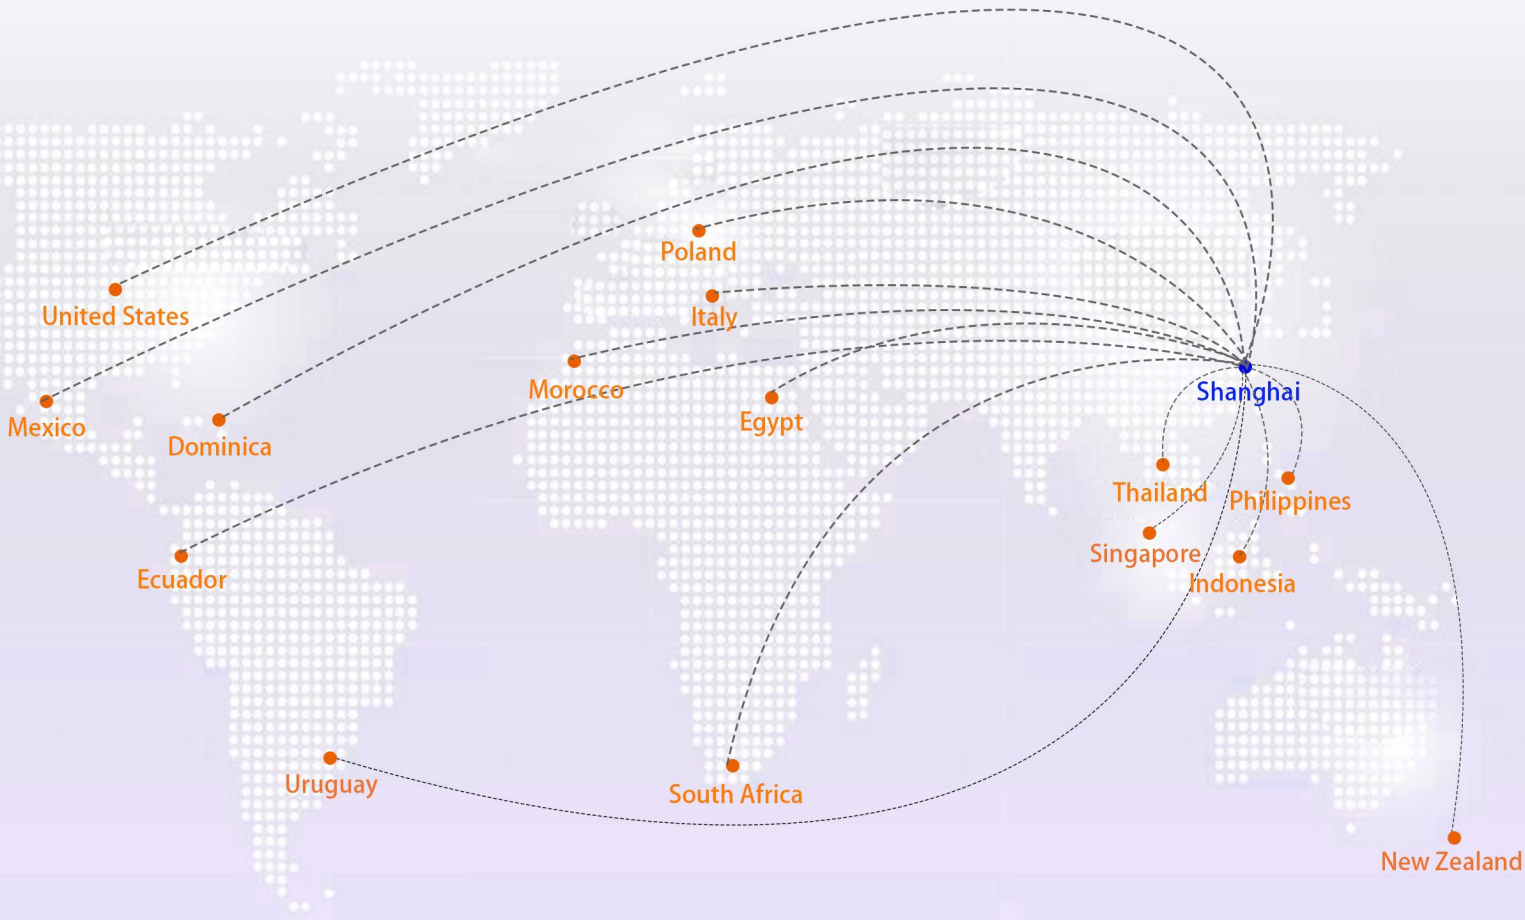 Poland
United States
Italy
Morocco
Shanghai
Mexico
Egypt
Dominica
Thailand
Philippines
Singapore
Ecuador
Indonesia
Uruguay
South Africa
New Zealand